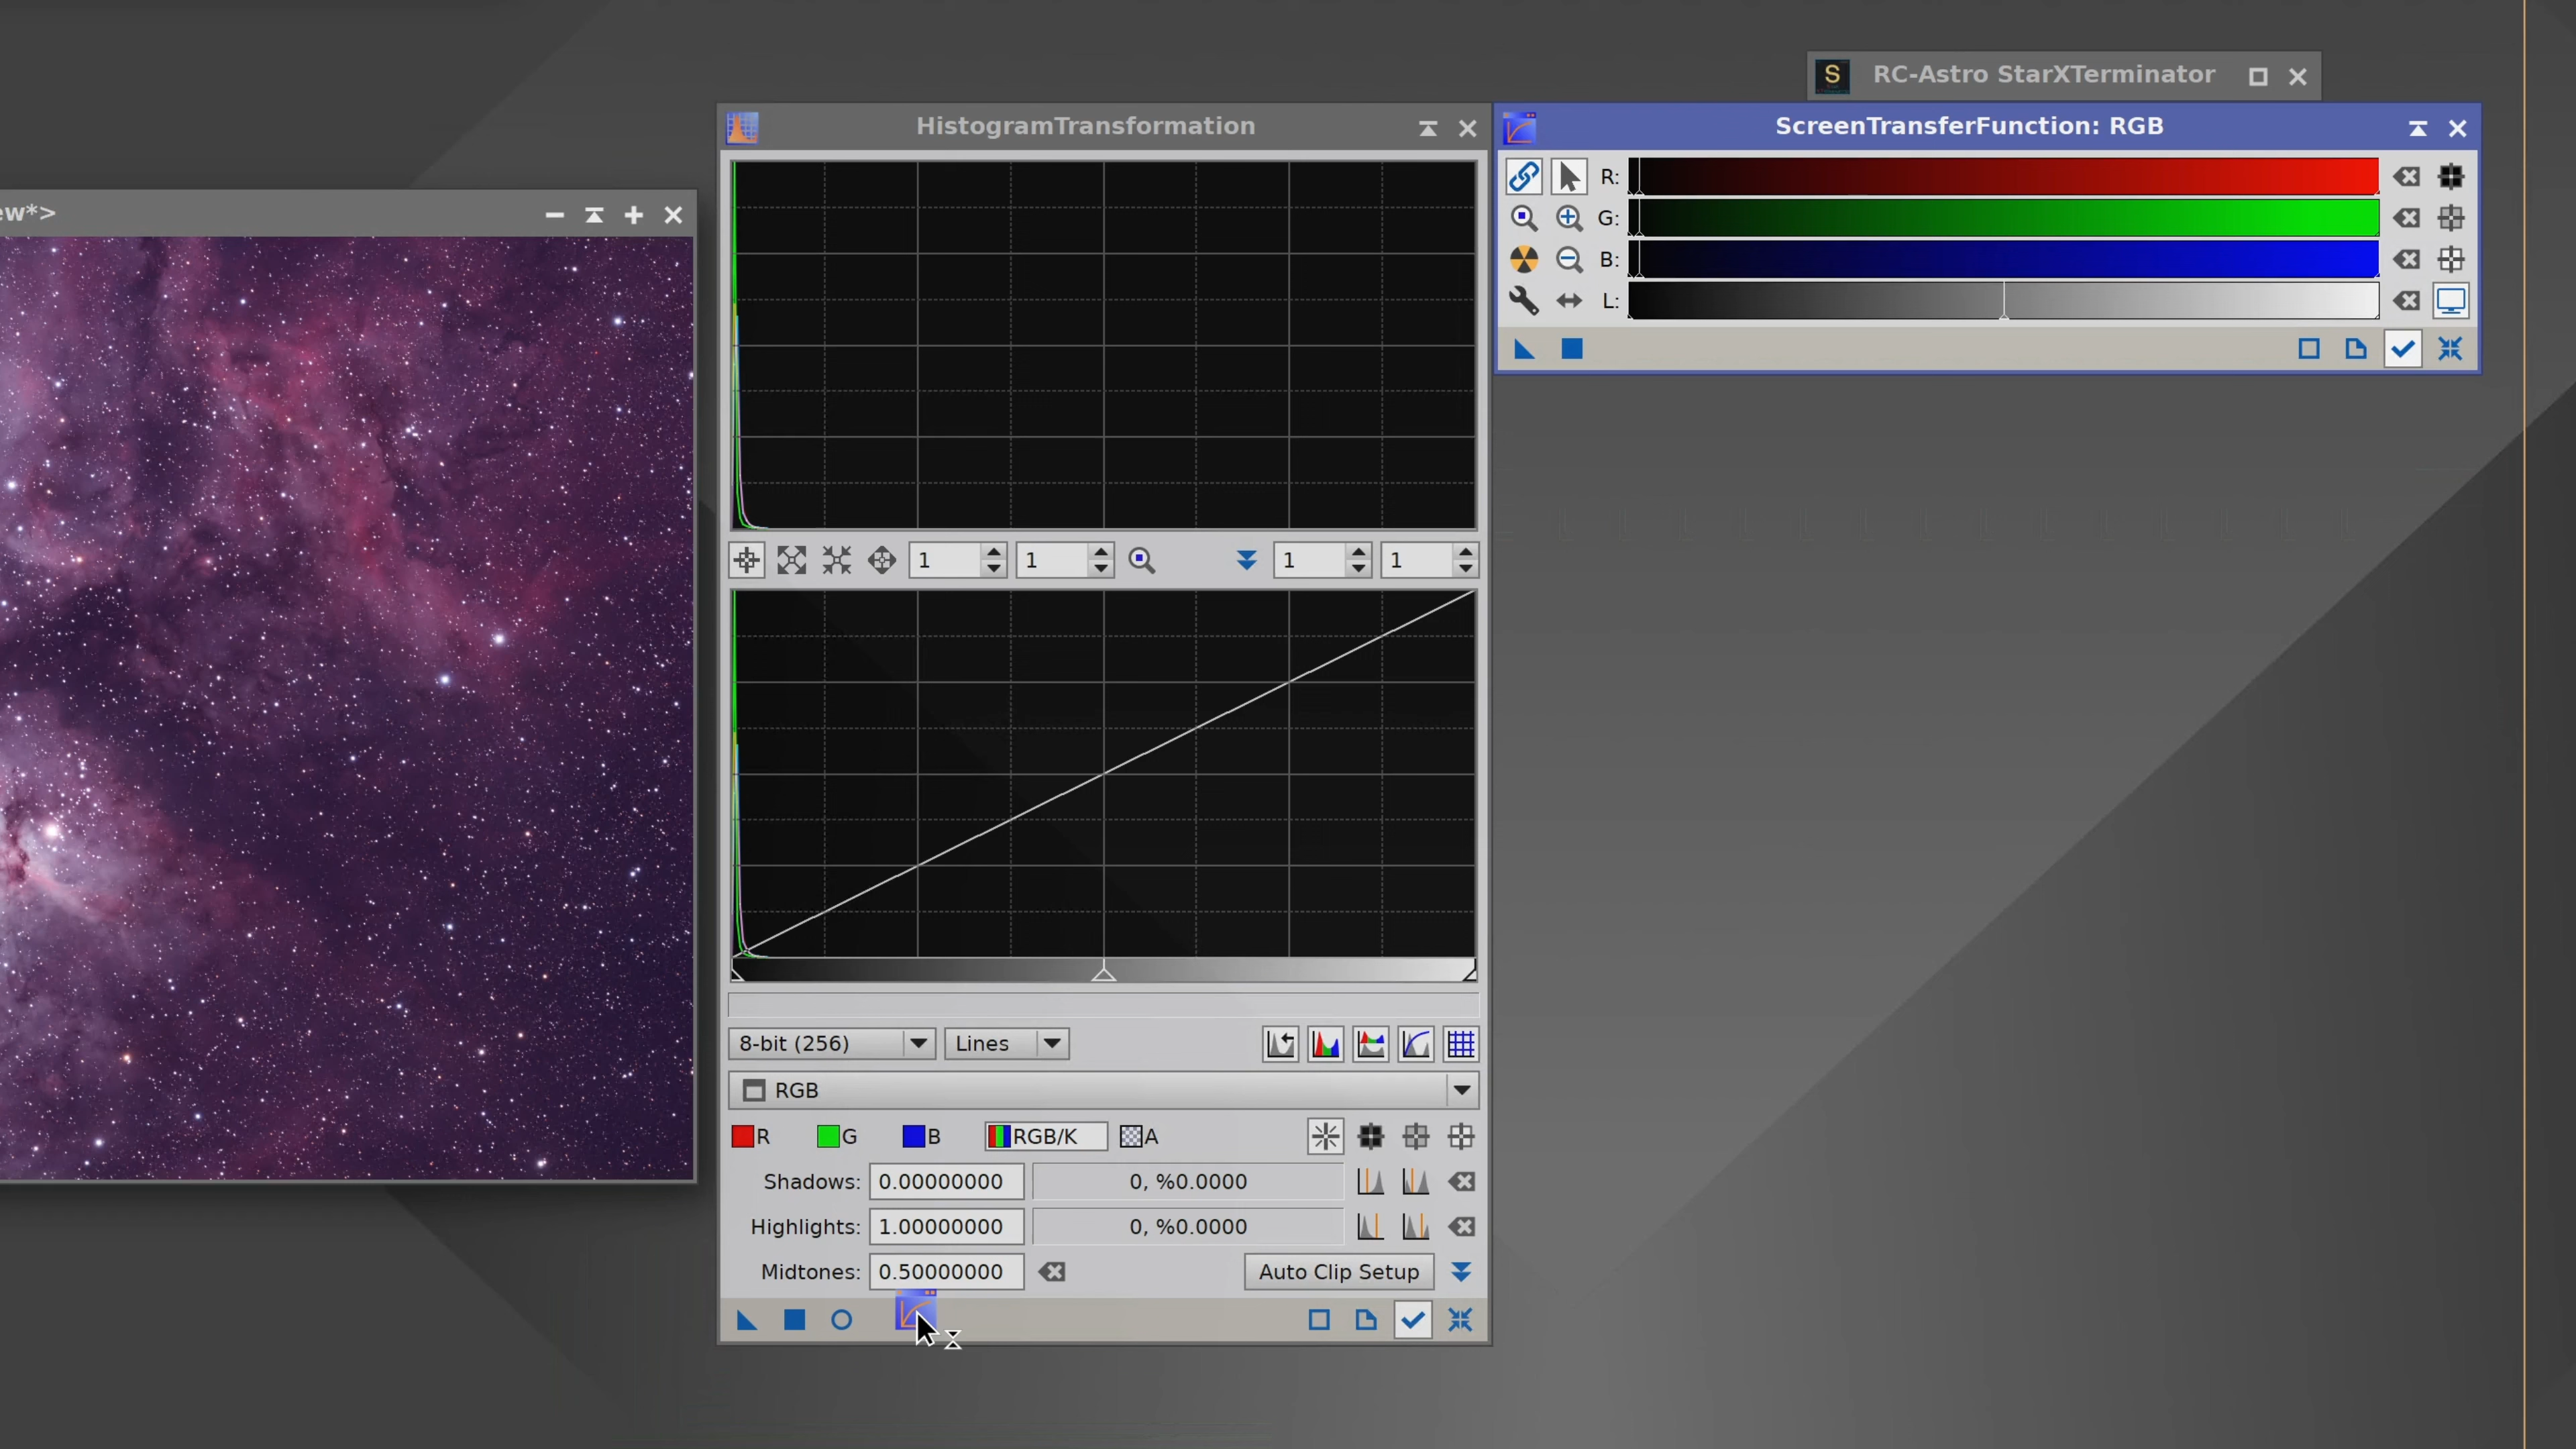 S RC-Astro StarXTerminator
HistogramTransformation
ScreenTransferFunction: RGB
ew*>
R:
G:
B:
L:
1 1 1 1
8-bit (256) Lines
RGB
R G B RGB/K A
Shadows: 0.00000000 0, %0.0000
Highlights: 1.00000000 0, %0.0000
Midtones: 0.50000000 Auto Clip Setup